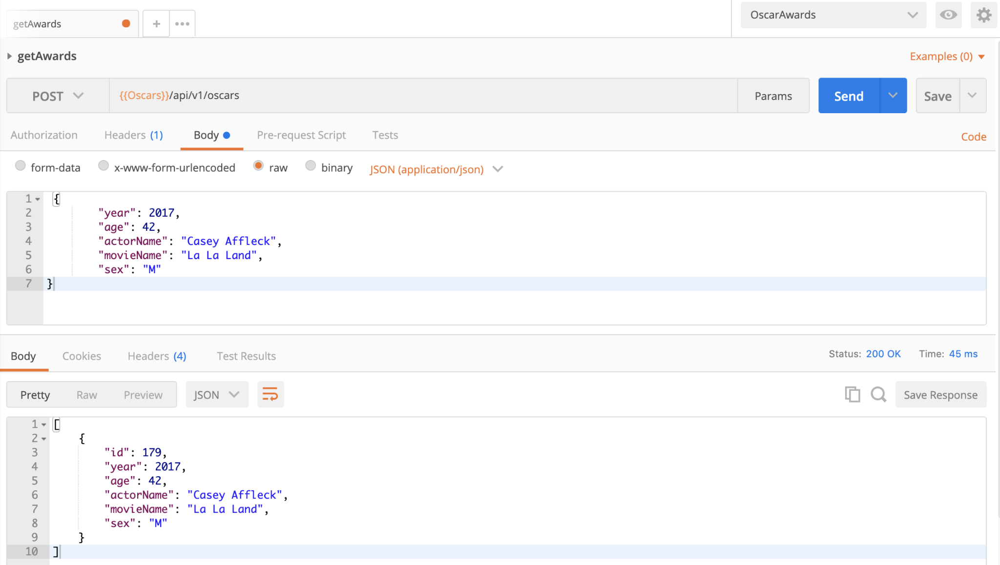 getAwards
+
•••
OscarAwards
getAwards
Examples (0)
POST
{{Oscars}}/api/v1/oscars
Params
Send
Save
Authorization
Headers (1)
Body
Pre-request Script
Tests
Code
form-data
x-www-form-urlencoded
raw
binary
JSON (application/json)
1 {
2 "year": 2017,
3 "age": 42,
4 "actorName": "Casey Affleck",
5 "movieName": "La La Land",
6 "sex": "M"
7 }
Body
Cookies
Headers (4)
Test Results
Status: 200 OK
Time: 45 ms
Pretty
Raw
Preview
JSON
Save Response
1 [
2 {
3 "id": 179,
4 "year": 2017,
5 "age": 42,
6 "actorName": "Casey Affleck",
7 "movieName": "La La Land",
8 "sex": "M"
9 }
10 ]